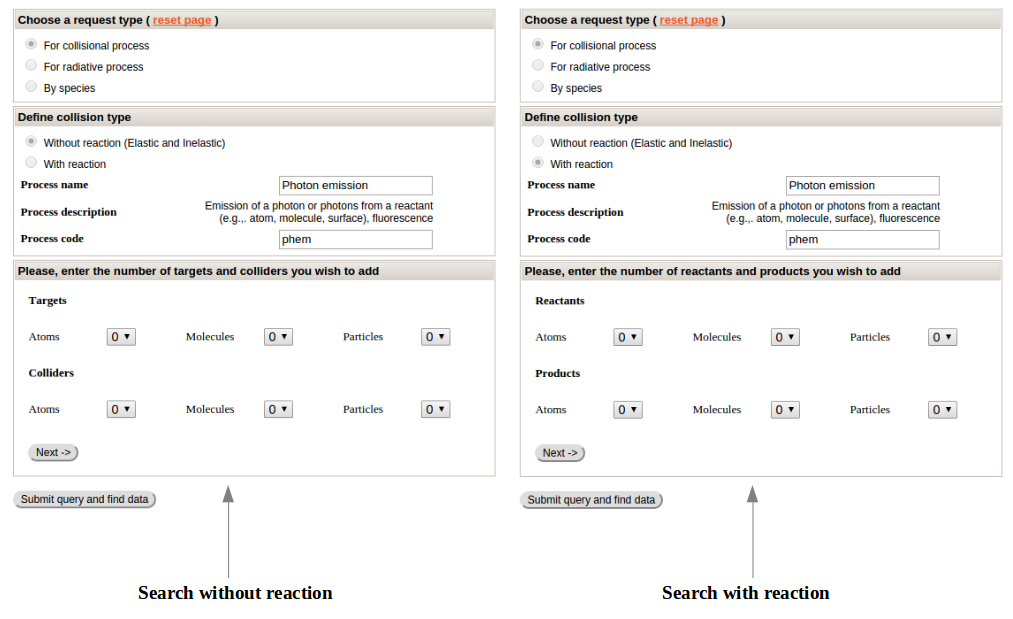 Choose a request type ( reset page )
For collisional process
For radiative process
By species
Define collision type
Without reaction (Elastic and Inelastic)
With reaction
Process name Photon emission
Process description Emission of a photon or photons from a reactant
(e.g.,. atom, molecule, surface), fluorescence
Process code phem
Please, enter the number of targets and colliders you wish to add
Targets
Atoms 0 Molecules 0 Particles 0
Colliders
Atoms 0 Molecules 0 Particles 0
Next ->
Submit query and find data
Search without reaction
Choose a request type ( reset page )
For collisional process
For radiative process
By species
Define collision type
Without reaction (Elastic and Inelastic)
With reaction
Process name Photon emission
Process description Emission of a photon or photons from a reactant
(e.g.,. atom, molecule, surface), fluorescence
Process code phem
Please, enter the number of reactants and products you wish to add
Reactants
Atoms 0 Molecules 0 Particles 0
Products
Atoms 0 Molecules 0 Particles 0
Next ->
Submit query and find data
Search with reaction